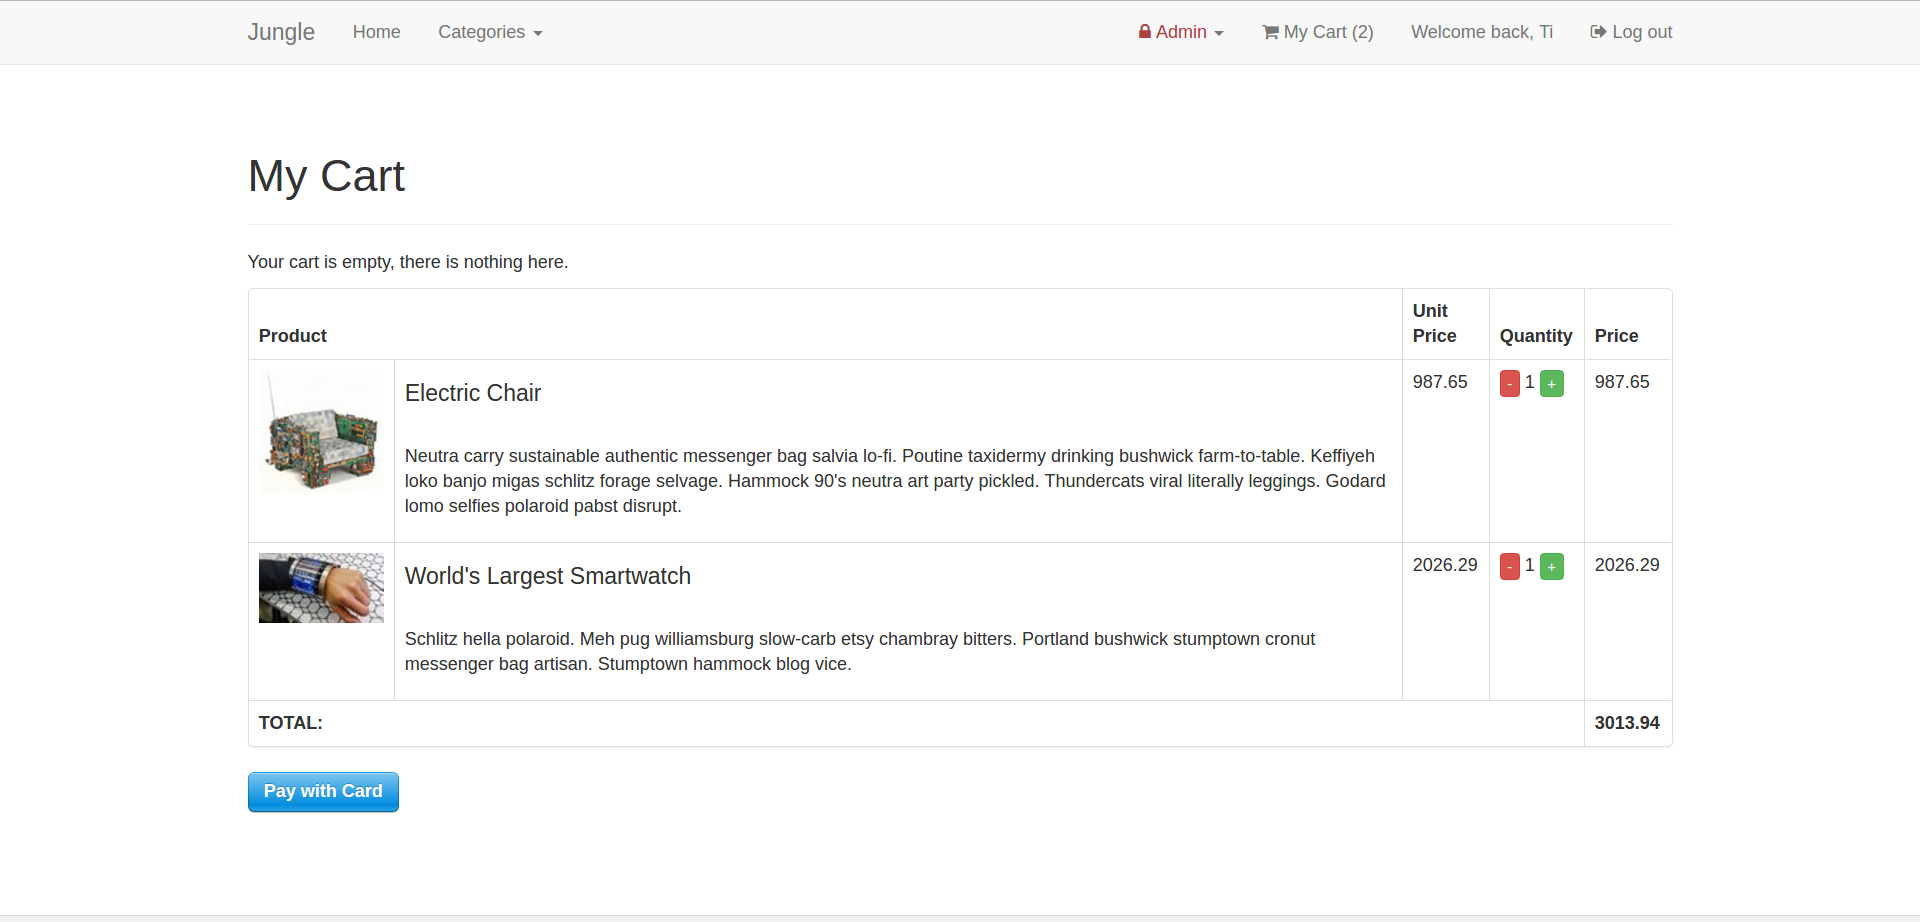 Jungle Home Categories Admin My Cart (2) Welcome back, Ti Log out
My Cart
Your cart is empty, there is nothing here.
Product Unit Price Quantity Price
Electric Chair 987.65 - 1 + 987.65
Neutra carry sustainable authentic messenger bag salvia lo-fi. Poutine taxidermy drinking bushwick farm-to-table. Keffiyeh
loko banjo migas schlitz forage selvage. Hammock 90's neutra art party pickled. Thundercats viral literally leggings. Godard
lomo selfies polaroid pabst disrupt.
World's Largest Smartwatch 2026.29 - 1 + 2026.29
Schlitz hella polaroid. Meh pug williamsburg slow-carb etsy chambray bitters. Portland bushwick stumptown cronut
messenger bag artisan. Stumptown hammock blog vice.
TOTAL: 3013.94
Pay with Card